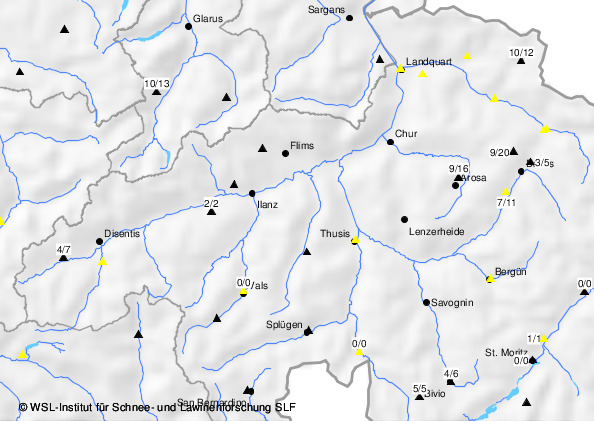 Sargans
Glarus
10/12
Landquart
10/13
Chur
Flims
9/20
3/5
9/16
Arosa
2/2
Ilanz
7/11
Lenzerheide
Disentis
Thusis
4/7
Bergün
0/0
Vals
0/0
Savognin
Splügen
1/1
0/0
St. Moritz
0/0
4/6
5/5
Bivio
San Bernardino
© WSL-Institut für Schnee- und Lawinenforschung SLF